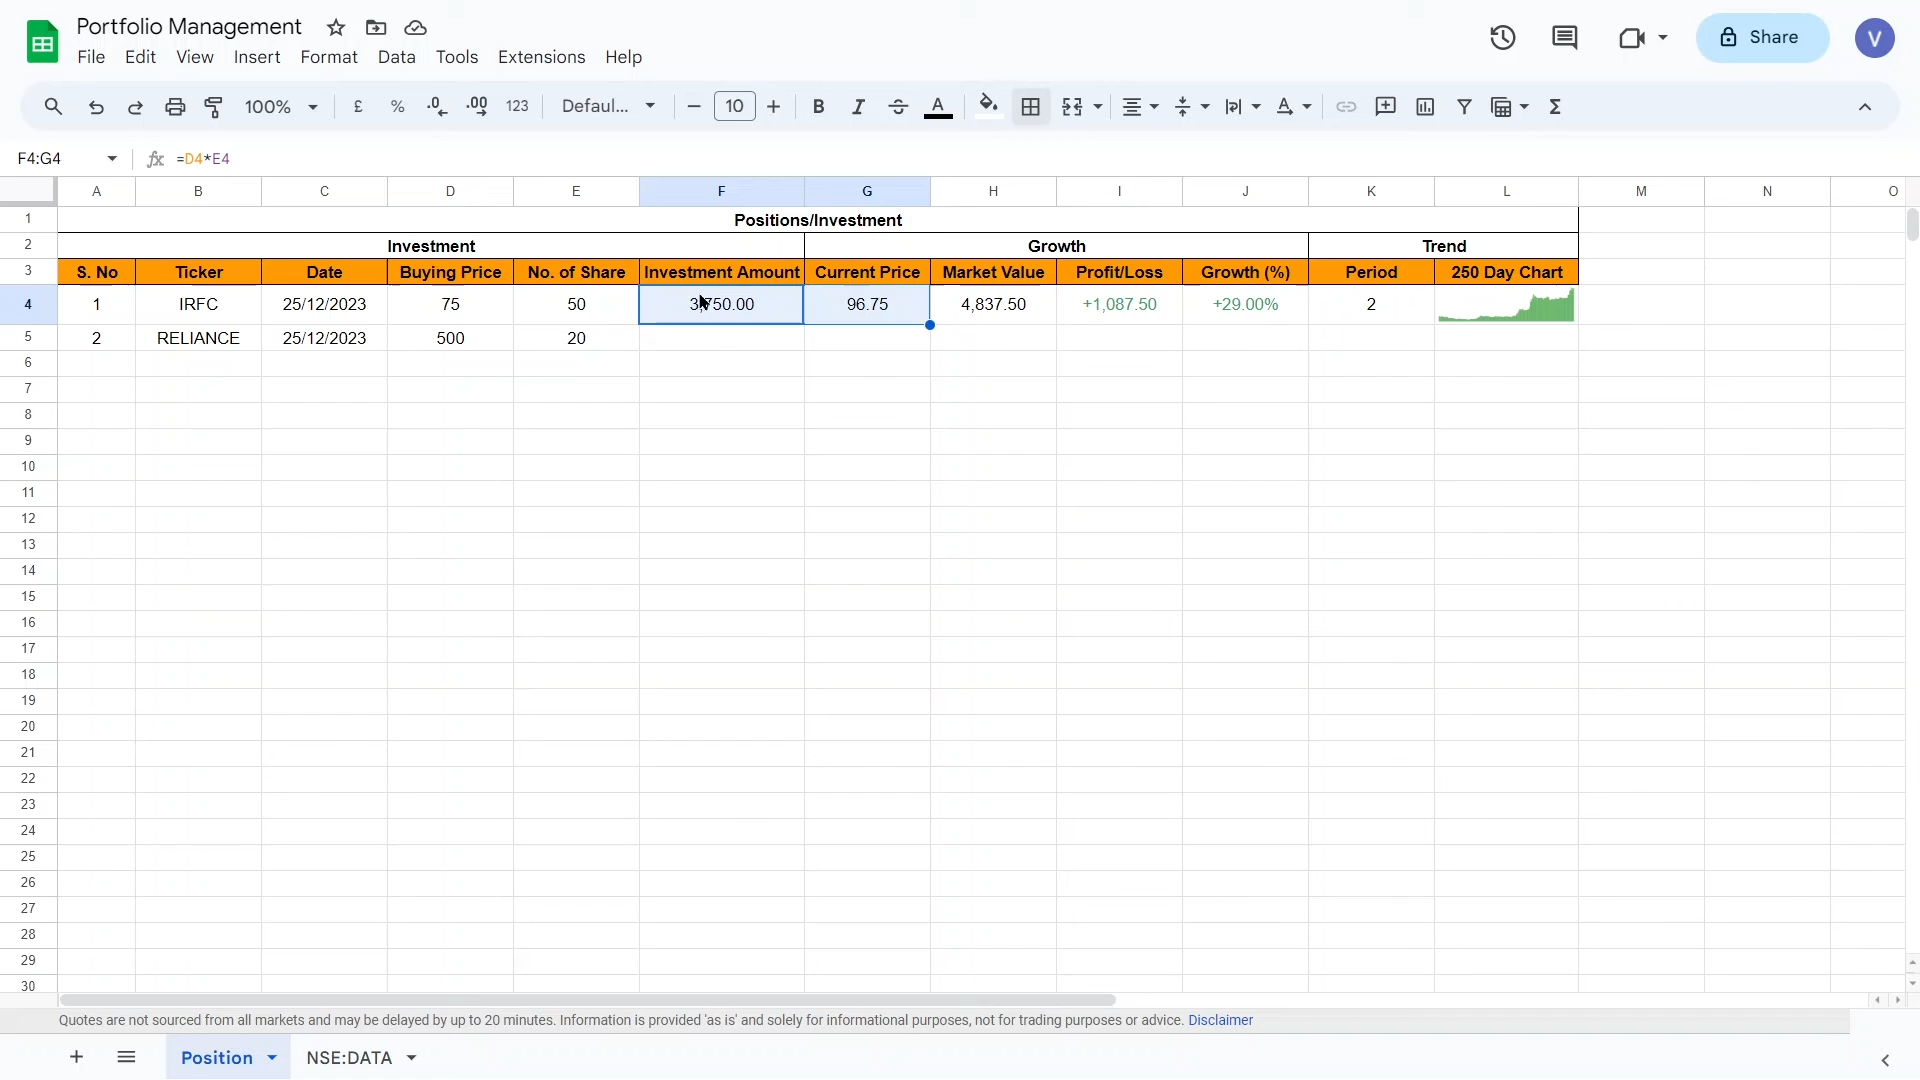 Portfolio Management
File Edit View Insert Format Data Tools Extensions Help
Share
V
100% £ % .0 .00 123 Defaul... 10 B I S A A Σ
F4:G4 fx =D4*E4
A B C D E F G H I J K L M N O
1 Positions/Investment
2 Investment Growth Trend
3 S. No Ticker Date Buying Price No. of Share Investment Amount Current Price Market Value Profit/Loss Growth (%) Period 250 Day Chart
4 1 IRFC 25/12/2023 75 50 3,750.00 96.75 4,837.50 +1,087.50 +29.00% 2
5 2 RELIANCE 25/12/2023 500 20
6
7
8
9
10
11
12
13
14
15
16
17
18
19
20
21
22
23
24
25
26
27
28
29
30
Quotes are not sourced from all markets and may be delayed by up to 20 minutes. Information is provided 'as is' and solely for informational purposes, not for trading purposes or advice. Disclaimer
Position NSE:DATA